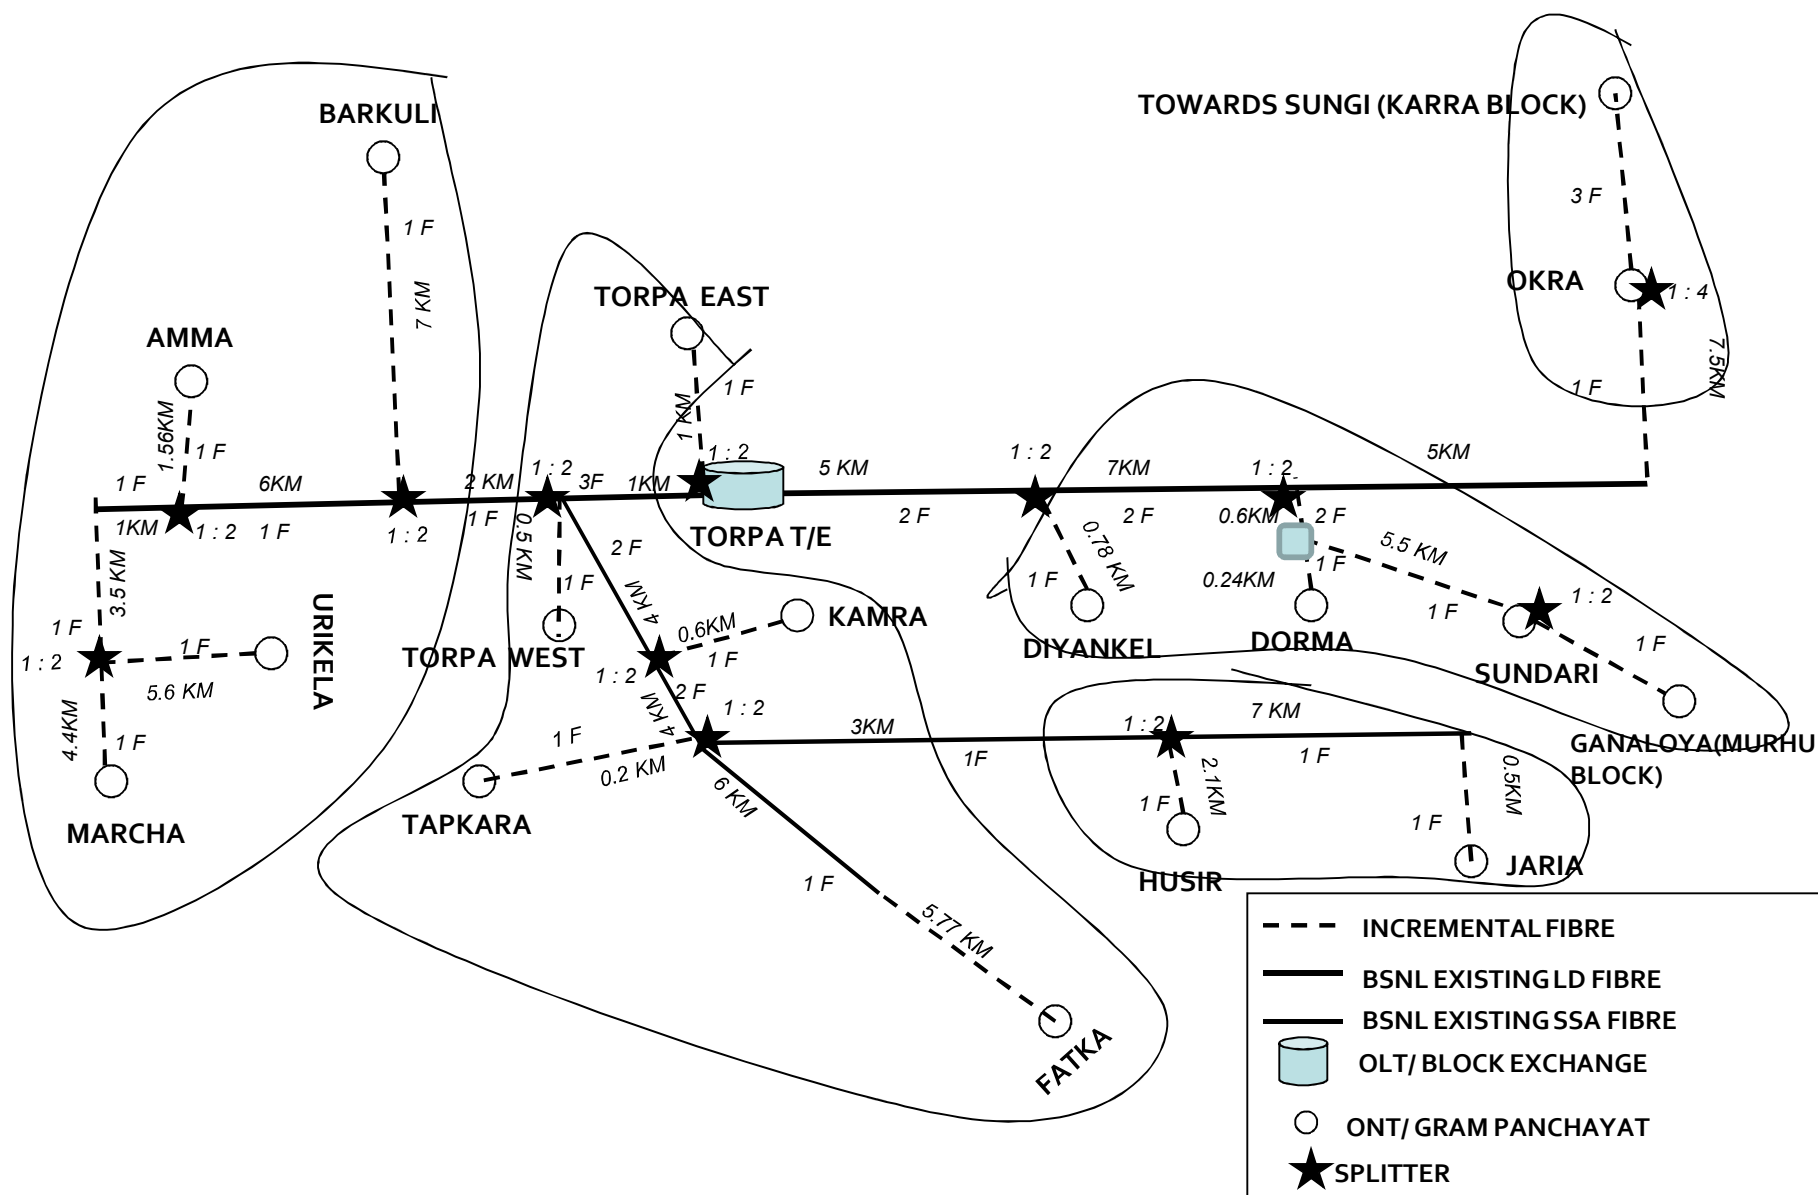 BARKULI
TOWARDS SUNGI (KARRA BLOCK)
3 F
1 F
OKRA
1 : 4
TORPA EAST
7 KM
AMMA
1 F
7.5KM
1 F
1.56KM
1 KM
1 F
1 : 2
1 : 2
5 KM
1 : 2
7KM
1 : 2
5KM
1 F
6KM
2 KM
3F
1KM
1KM
1 : 2
1 F
1 : 2
1 F
0.5 KM
TORPA T/E
2 F
2 F
0.6KM
2 F
3.5 KM
2 F
1 F
4 KM
0.78 KM
1 F
5.5 KM
0.24KM
1 F
1 F
1 : 2
URIKELA
0.6KM
KAMRA
1 F
1 F
1 : 2
1 F
5.6 KM
TORPA WEST
1 F
1 : 2
2 F
4 KM
DIYANKEL
DORMA
SUNDARI
4.4KM
1 F
1 F
0.2 KM
1 : 2
3KM
1F
1 : 2
7 KM
1 F
GANALOYA(MURHU
BLOCK)
MARCHA
TAPKARA
6 KM
1 F
2.1KM
1 F
0.5KM
1 F
HUSIR
JARIA
5.77 KM
FATKA
INCREMENTAL FIBRE
BSNL EXISTING LD FIBRE
BSNL EXISTING SSA FIBRE
OLT/ BLOCK EXCHANGE
ONT/ GRAM PANCHAYAT
SPLITTER